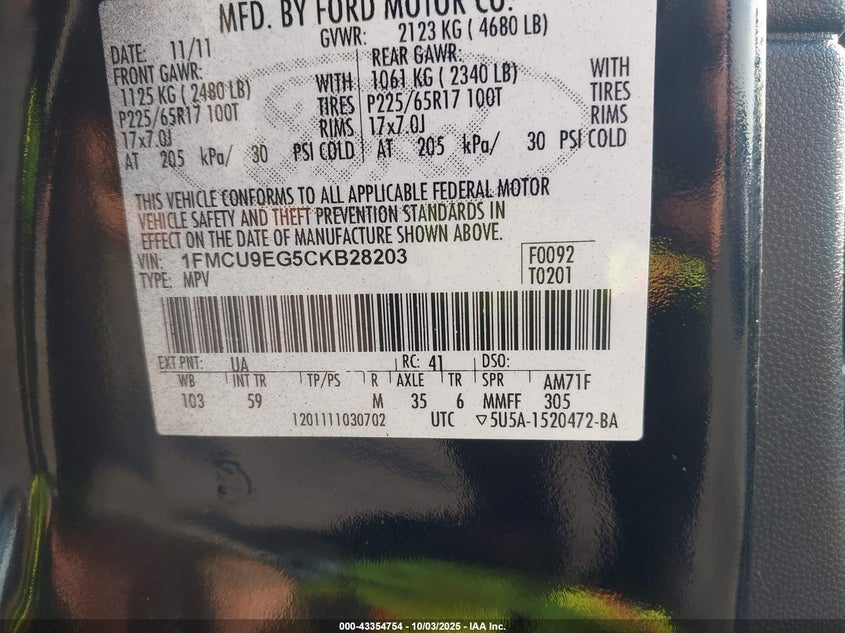 MFD. BY FORD MOTOR CO.
DATE: 11/11 GVWR: 2123 KG ( 4680 LB)
FRONT GAWR: REAR GAWR:
1125 KG ( 2480 LB) WITH 1061 KG ( 2340 LB) WITH
P225/65R17 100T TIRES P225/65R17 100T TIRES
17x7.0J RIMS 17x7.0J RIMS
AT 205 kPa/ 30 PSI COLD AT 205 kPa/ 30 PSI COLD
THIS VEHICLE CONFORMS TO ALL APPLICABLE FEDERAL MOTOR
VEHICLE SAFETY AND THEFT PREVENTION STANDARDS IN
EFFECT ON THE DATE OF MANUFACTURE SHOWN ABOVE.
VIN: 1FMCU9EG5CKB28203 F0092
TYPE: MPV T0201
EXT PNT: UA RC: 41 DSO:
WB INT TR TP/PS R AXLE TR SPR AM71F
103 59 M 35 6 MMFF 305
1201111030702 UTC ▽5U5A-1520472-BA
000-43354754 - 10/03/2025 - IAA Inc.